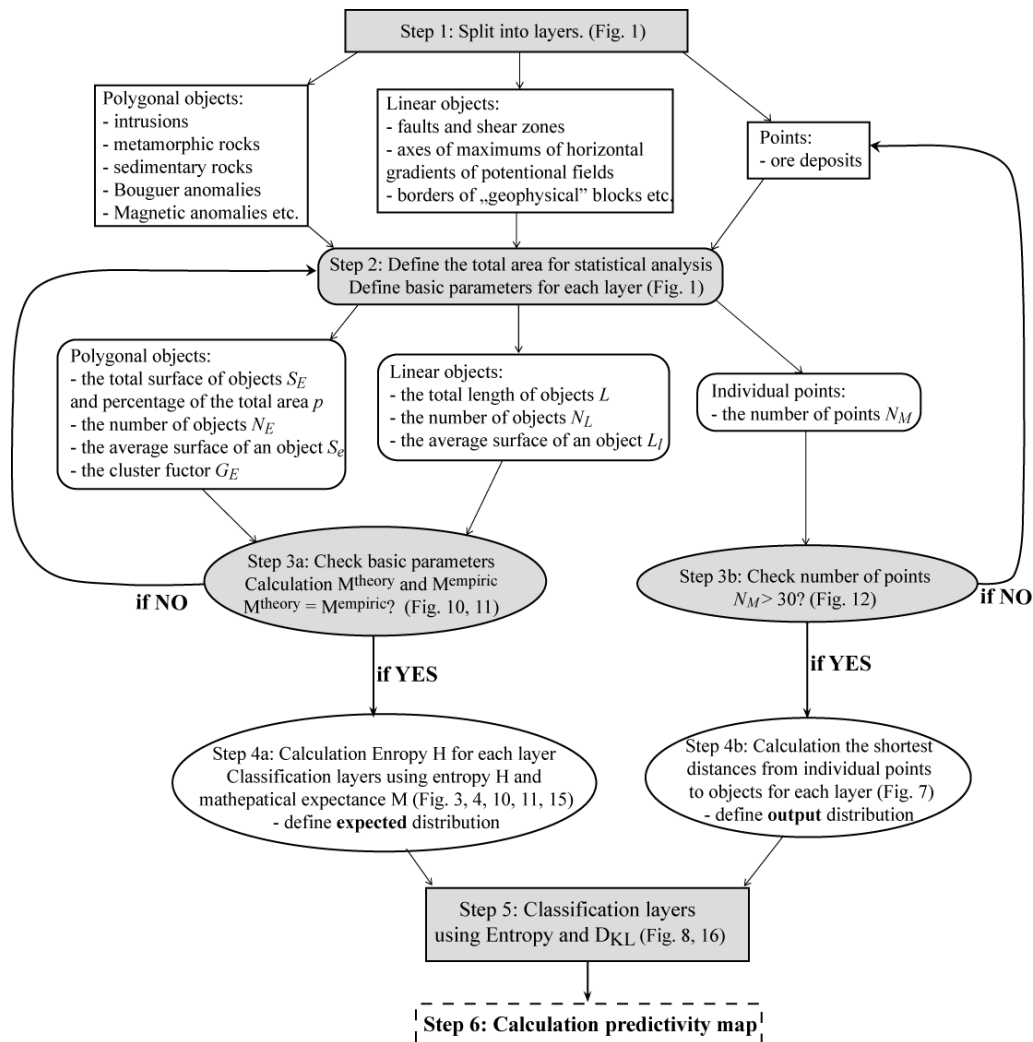 Step 1: Split into layers. (Fig. 1)
Polygonal objects:
- intrusions
- metamorphic rocks
- sedimentary rocks
- Bouguer anomalies
- Magnetic anomalies etc.
Linear objects:
- faults and shear zones
- axes of maximums of horizontal
gradients of potentional fields
- borders of „geophysical” blocks etc.
Points:
- ore deposits
Step 2: Define the total area for statistical analysis
Define basic parameters for each layer (Fig. 1)
Polygonal objects:
- the total surface of objects S_E
and percentage of the total area p
- the number of objects N_E
- the average surface of an object S_e
- the cluster fuctor G_E
Linear objects:
- the total length of objects L
- the number of objects N_L
- the average surface of an object L_l
Individual points:
- the number of points N_M
Step 3a: Check basic parameters
Calculation M^theory and M^empiric
M^theory = M^empiric? (Fig. 10, 11)
if NO
Step 3b: Check number of points
N_M > 30? (Fig. 12)
if NO
if YES
if YES
Step 4a: Calculation Enropy H for each layer
Classification layers using entropy H and
mathepatical expectance M (Fig. 3, 4, 10, 11, 15)
- define expected distribution
Step 4b: Calculation the shortest
distances from individual points
to objects for each layer (Fig. 7)
- define output distribution
Step 5: Classification layers
using Entropy and D_KL (Fig. 8, 16)
Step 6: Calculation predictivity map